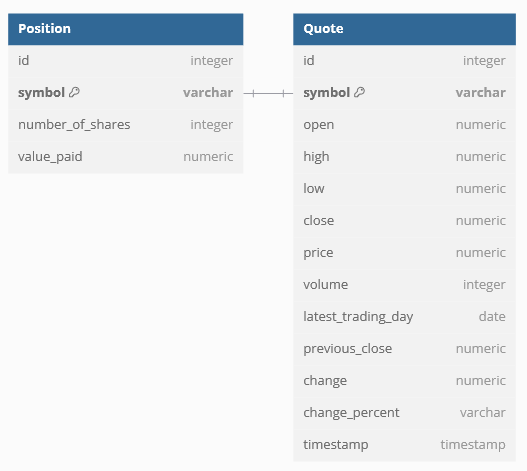 Position
id integer
symbol varchar
number_of_shares integer
value_paid numeric
Quote
id integer
symbol varchar
open numeric
high numeric
low numeric
close numeric
price numeric
volume integer
latest_trading_day date
previous_close numeric
change numeric
change_percent varchar
timestamp timestamp